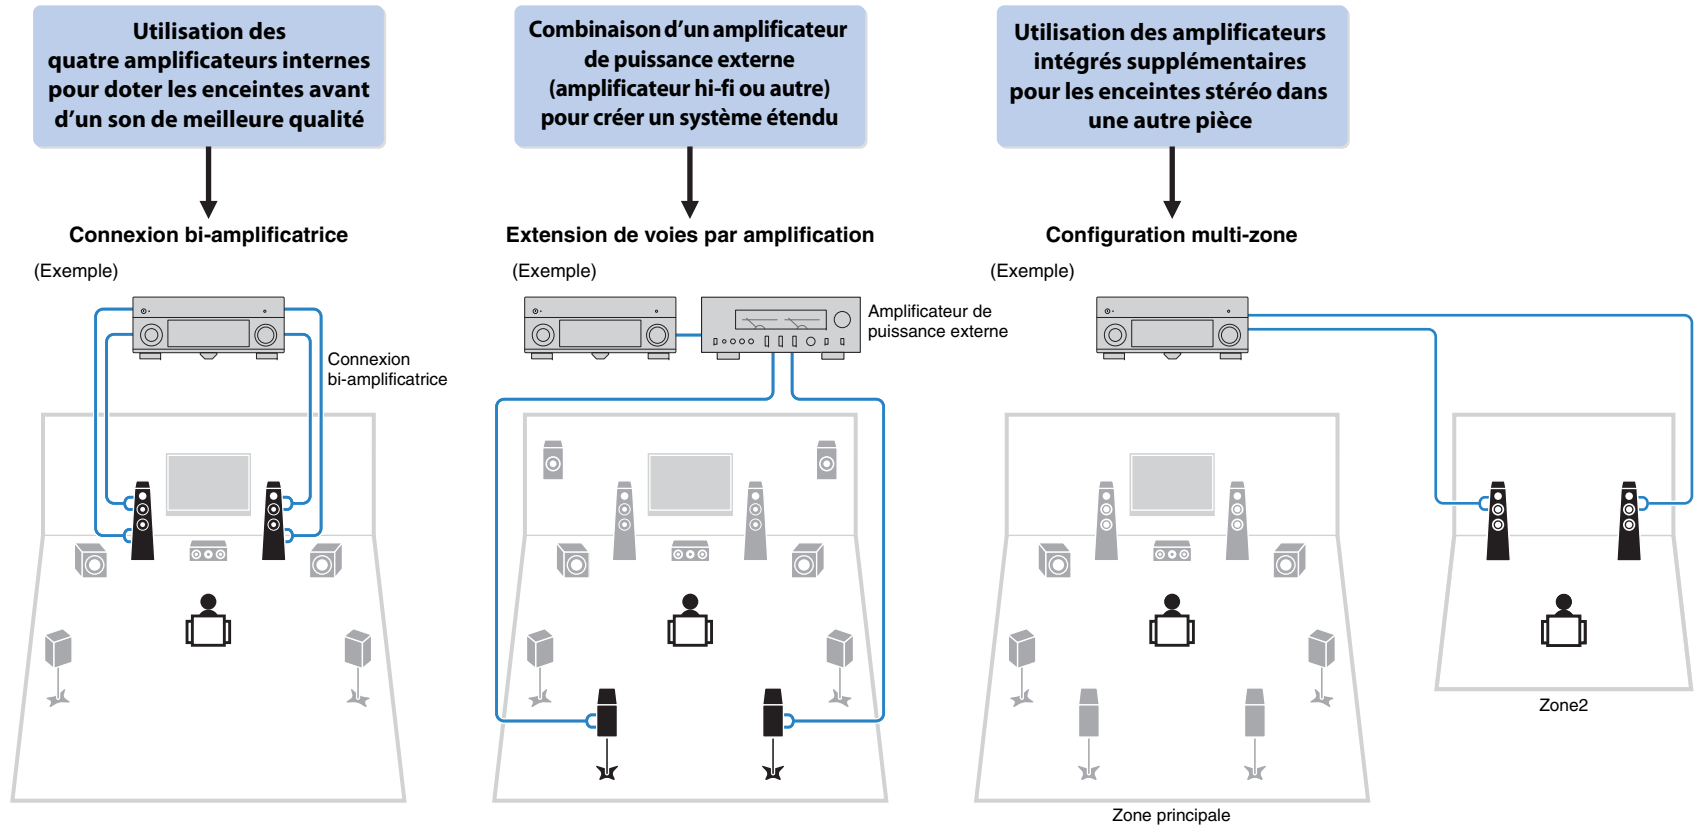 Utilisation des
quatre amplificateurs internes
pour doter les enceintes avant
d'un son de meilleure qualité
Connexion bi-amplificatrice
(Exemple)
Connexion
bi-amplificatrice
Combinaison d'un amplificateur
de puissance externe
(amplificateur hi-fi ou autre)
pour créer un système étendu
Extension de voies par amplification
(Exemple)
Amplificateur de
puissance externe
Utilisation des amplificateurs
intégrés supplémentaires
pour les enceintes stéréo dans
une autre pièce
Configuration multi-zone
(Exemple)
Zone2
Zone principale